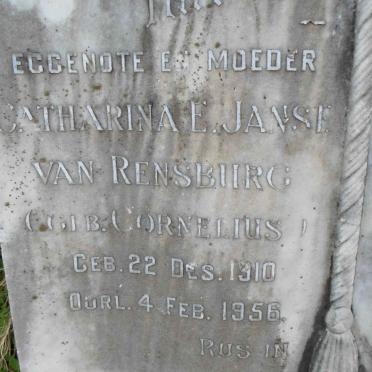 EGGENOTE EN MOEDER
CATHARINA E. JANSE
VAN RENSBURG
(GEB. CORNELIUS)
GEB. 22 DES. 1910
OORL. 4 FEB. 1956.
RUS IN